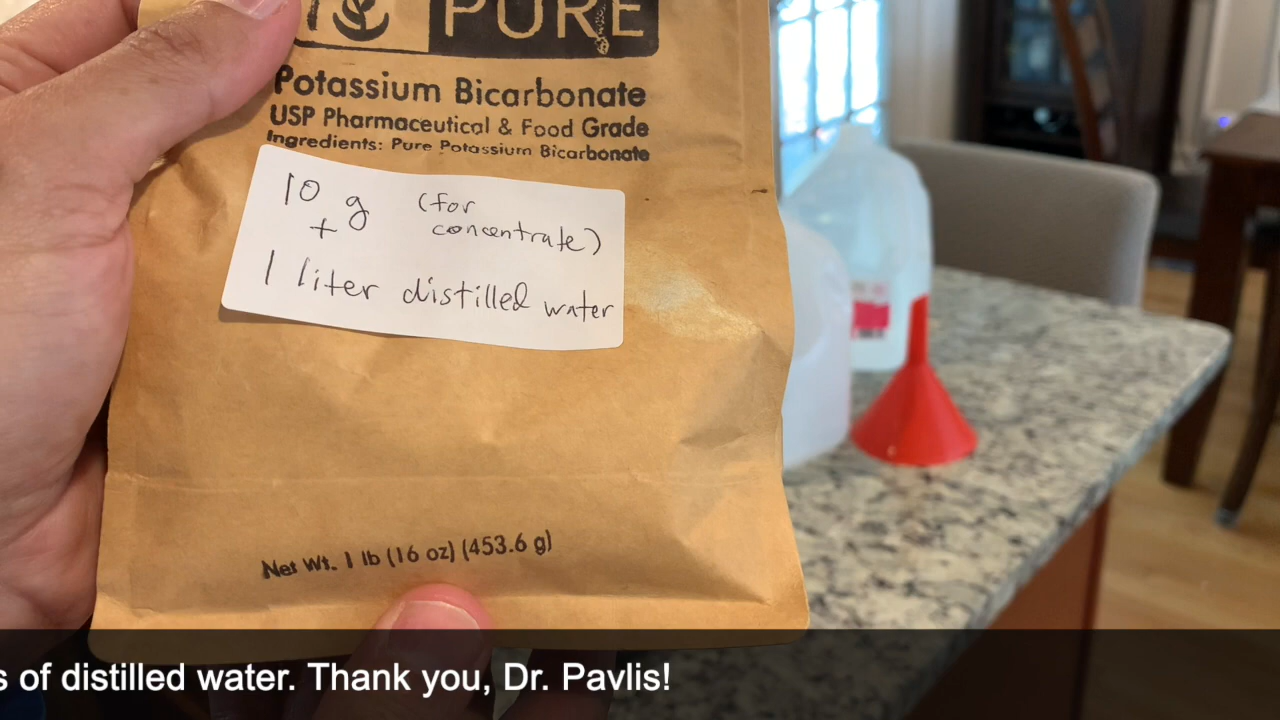 PURE
Potassium Bicarbonate
USP Pharmaceutical & Food Grade
Ingredients: Pure Potassium Bicarbonate
10 g (for
+ concentrate)
1 liter distilled water
Net Wt. 1 lb (16 oz) (453.6 g)
s of distilled water. Thank you, Dr. Pavlis!